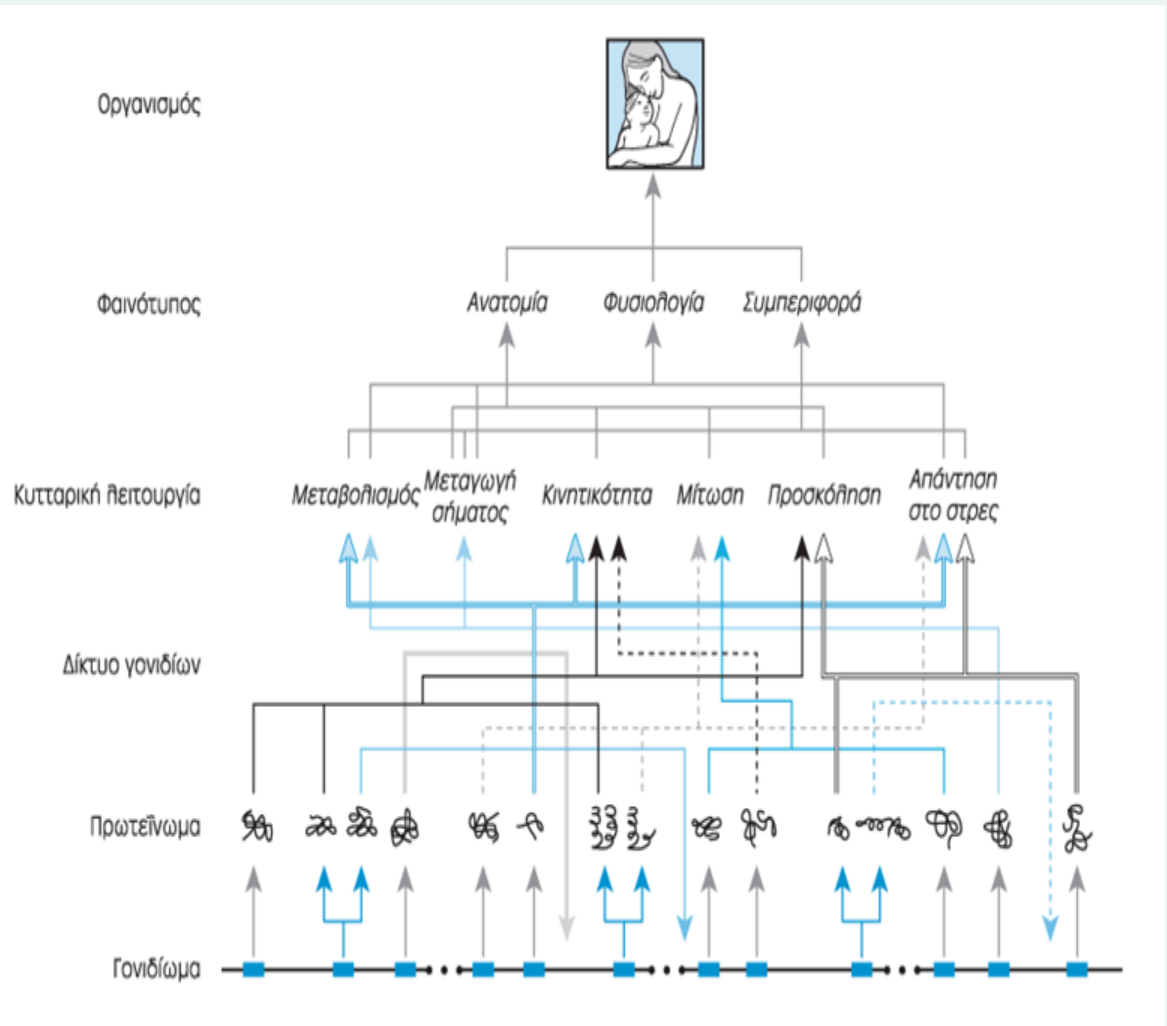 Οργανισμός
Φαινότυπος
Ανατομία
Φυσιολογία
Συμπεριφορά
Κυτταρική λειτουργία
Μεταβολισμός
Μεταγωγή
σήματος
Κινητικότητα
Μίτωση
Προσκόληση
Απάντηση
στο στρες
Δίκτυο γονιδίων
Πρωτεΐνωμα
Γονιδίωμα